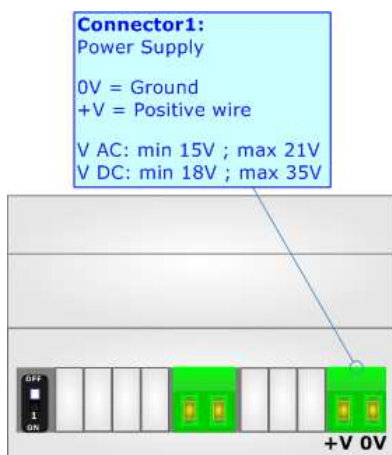 Connector1:
Power Supply
0V = Ground
+V = Positive wire
V AC: min 15V ; max 21V
V DC: min 18V ; max 35V
OFF
1
ON
+V 0V